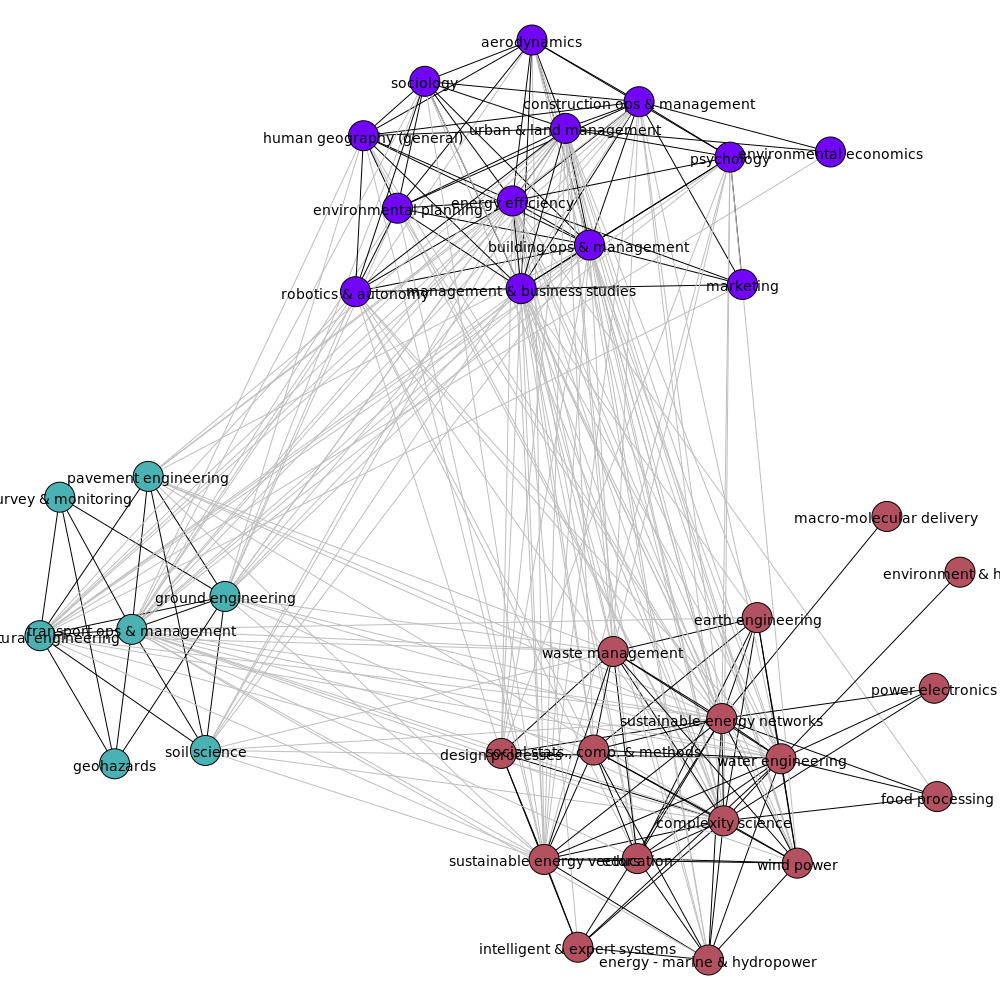 aerodynamics
sociology
construction ops & management
urban & land management
human geography (general)
psychology
environmental economics
energy efficiency
environmental planning
building ops & management
marketing
robotics & autonomy
management & business studies
pavement engineering
urvey & monitoring
macro-molecular delivery
environment & h
ground engineering
earth engineering
transport ops & management
tural engineering
waste management
power electronics
sustainable energy networks
soil science
design processes
social stats., comp. & methods
water engineering
geohazards
food processing
complexity science
sustainable energy vectors
education
wind power
intelligent & expert systems
energy - marine & hydropower